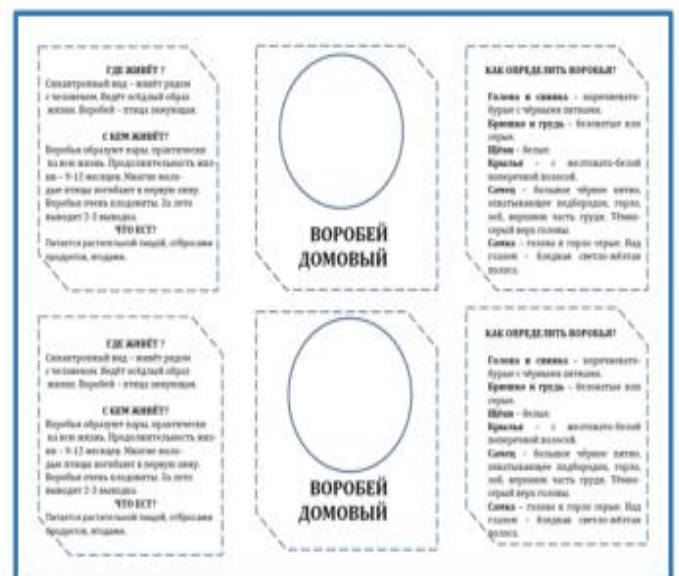 ГДЕ ЖИВЁТ ?
Синантропный вид – живёт рядом
с человеком. Ведёт осёдлый образ
жизни. Воробей – птица зимующая.
С КЕМ ЖИВЁТ?
Воробьи образуют пары, практически
на всю жизнь. Продолжительность жиз-
ни – 9-12 месяцев. Многие моло-
дые птицы погибают в первую зиму.
Воробьи очень плодовиты. За лето
выводят 2-3 выводка.
ЧТО ЕСТ?
Питается растительной пищей, отбросами
продуктов, ягодами.
ВОРОБЕЙ
ДОМОВЫЙ
КАК ОПРЕДЕЛИТЬ ВОРОБЬЯ?
Голова и спинка – коричневато-
бурые с чёрными пятнами.
Брюшко и грудь – беловатые или
серые.
Щёки – белые.
Крылья – с желтовато-белой
поперечной полосой.
Самец – большое чёрное пятно,
охватывающее подбородок, горло,
зоб, верхнюю часть груди. Тёмно-
серый верх головы.
Самка – голова и горло серые. Над
глазом – бледная светло-жёлтая
полоса.
ГДЕ ЖИВЁТ?
Синантропный вид – живёт рядом
с человеком. Ведёт осёдлый образ
жизни. Воробей – птица зимующая.
С КЕМ ЖИВЁТ?
Воробьи образуют пары, практически
на всю жизнь. Продолжительность жиз-
ни – 9-12 месяцев. Многие моло-
дые птицы погибают в первую зиму.
Воробьи очень плодовиты. За лето
выводят 2-3 выводка.
ЧТО ЕСТ?
Питается растительной пищей, отбросами
продуктов, ягодами.
ВОРОБЕЙ
ДОМОВЫЙ
КАК ОПРЕДЕЛИТЬ ВОРОБЬЯ?
Голова и спинка – коричневато-
бурые с чёрными пятнами.
Брюшко и грудь – беловатые или
серые.
Щёки – белые.
Крылья – с желтовато-белой
поперечной полосой.
Самец – большое чёрное пятно,
охватывающее подбородок, горло,
зоб, верхнюю часть груди. Тёмно-
серый верх головы.
Самка – голова и горло серые. Над
глазом – бледная светло-жёлтая
полоса.